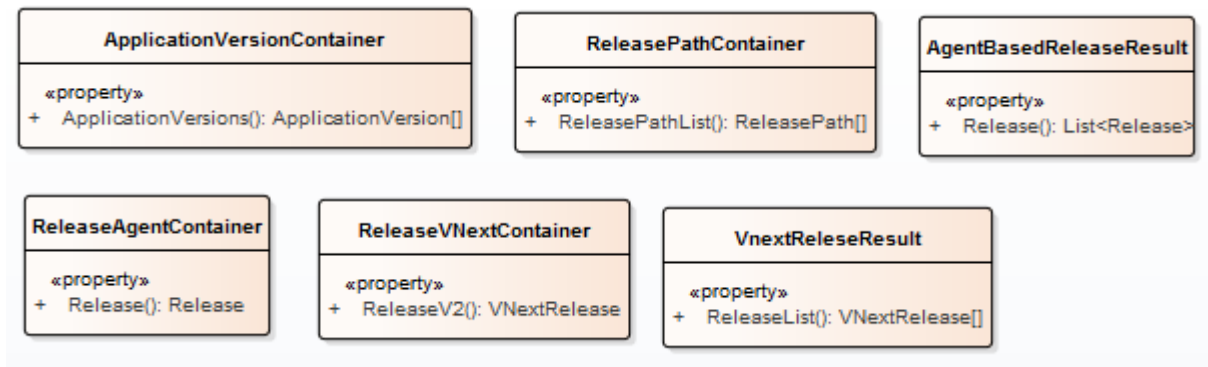 ApplicationVersionContainer
«property»
+ ApplicationVersions(): ApplicationVersion[]
ReleasePathContainer
«property»
+ ReleasePathList(): ReleasePath[]
AgentBasedReleaseResult
«property»
+ Release(): List<Release>
ReleaseAgentContainer
«property»
+ Release(): Release
ReleaseVNextContainer
«property»
+ ReleaseV2(): VNextRelease
VnextReleseResult
«property»
+ ReleaseList(): VNextRelease[]